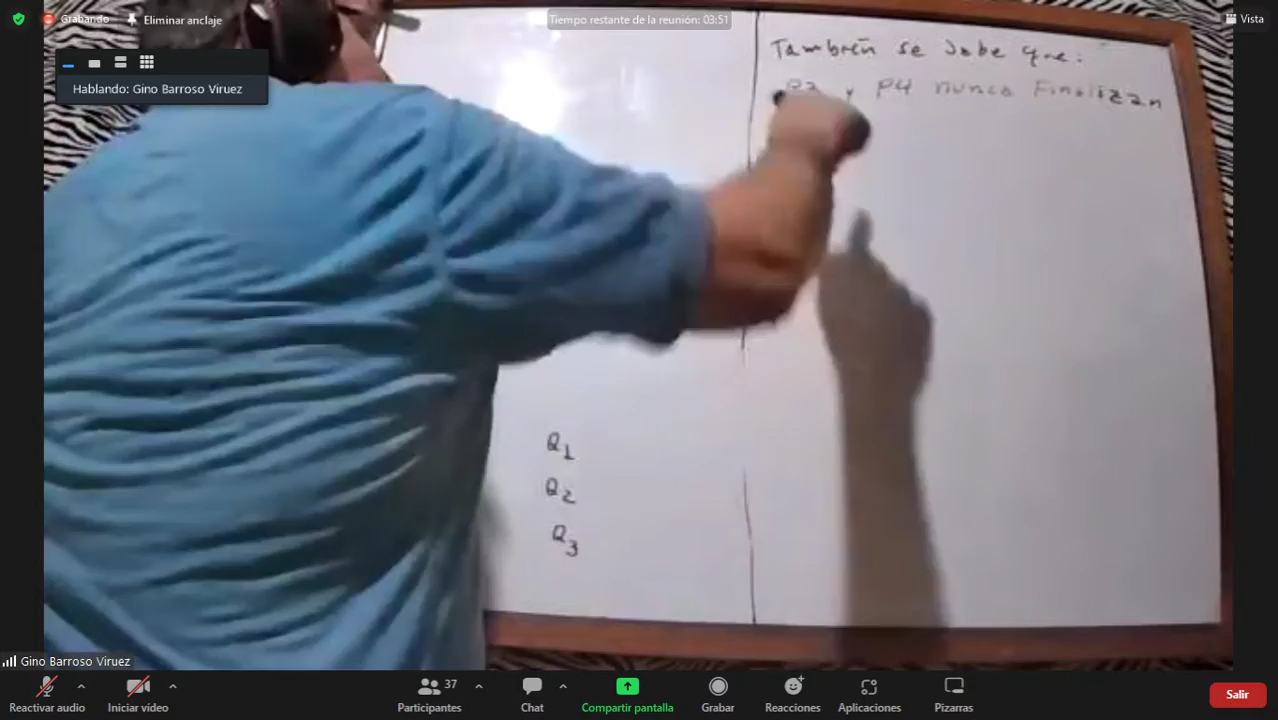 Grabando
Eliminar anclaje
Tiempo restante de la reunión: 03:51
Vista
Hablando: Gino Barroso Viruez
También se sabe que:
y P4 nunca Finalizan
Q1
Q2
Q3
Gino Barroso Viruez
Reactivar audio
Iniciar vídeo
37
Participantes
Chat
Compartir pantalla
Grabar
Reacciones
Aplicaciones
Pizarras
Salir